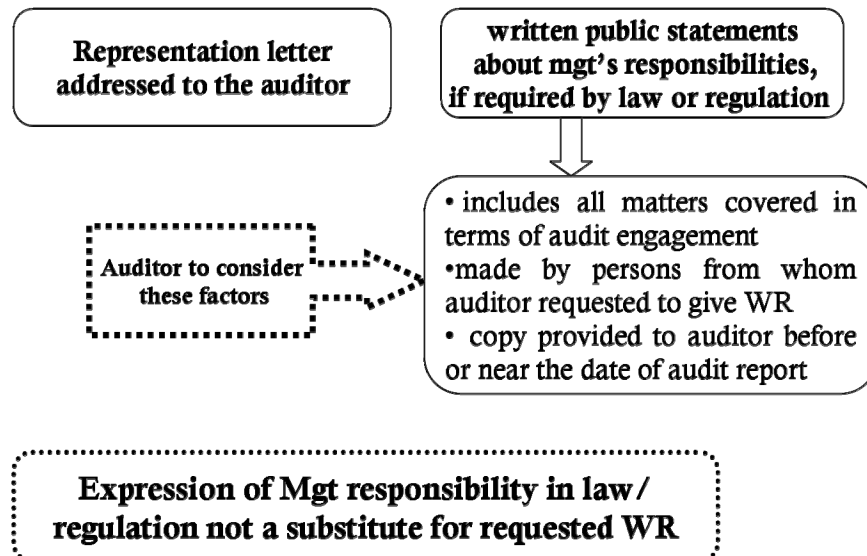 Representation letter
addressed to the auditor
written public statements
about mgt's responsibilities,
if required by law or regulation
• includes all matters covered in
terms of audit engagement
•made by persons from whom
auditor requested to give WR
• copy provided to auditor before
or near the date of audit report
Auditor to consider
these factors
Expression of Mgt responsibility in law/
regulation not a substitute for requested WR